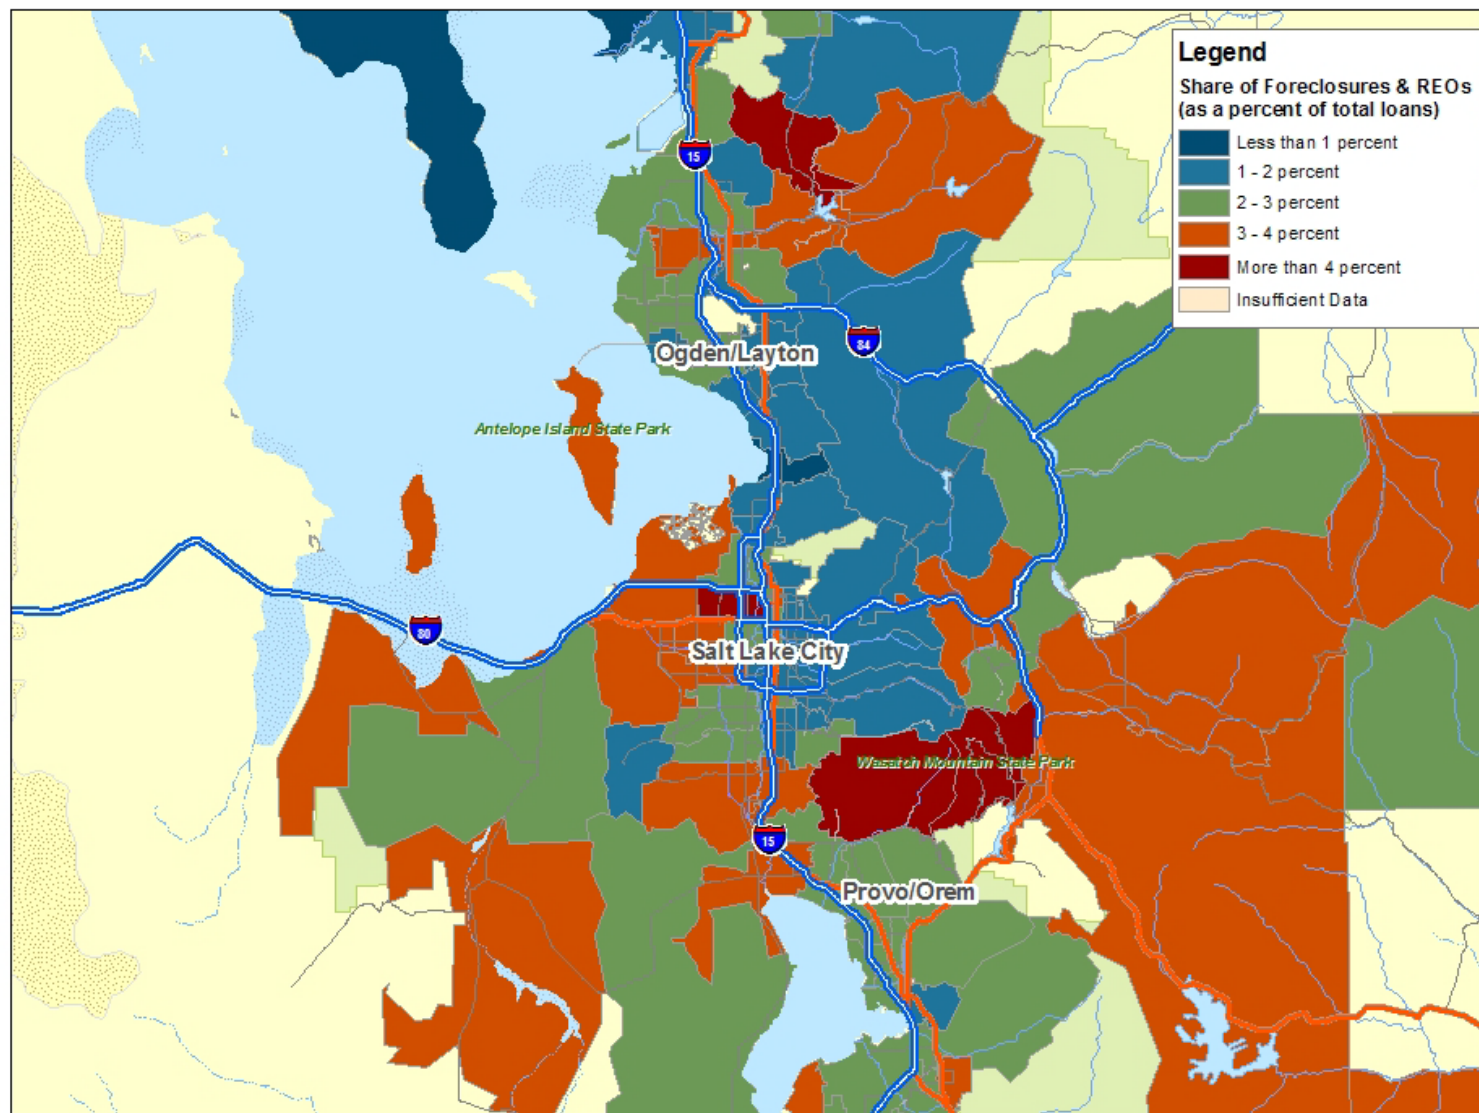 Legend
Share of Foreclosures & REOs
(as a percent of total loans)
Less than 1 percent
1 - 2 percent
2 - 3 percent
3 - 4 percent
More than 4 percent
Insufficient Data
15
84
Ogden/Layton
Antelope Island State Park
80
Salt Lake City
Wasatch Mountain State Park
15
Provo/Orem